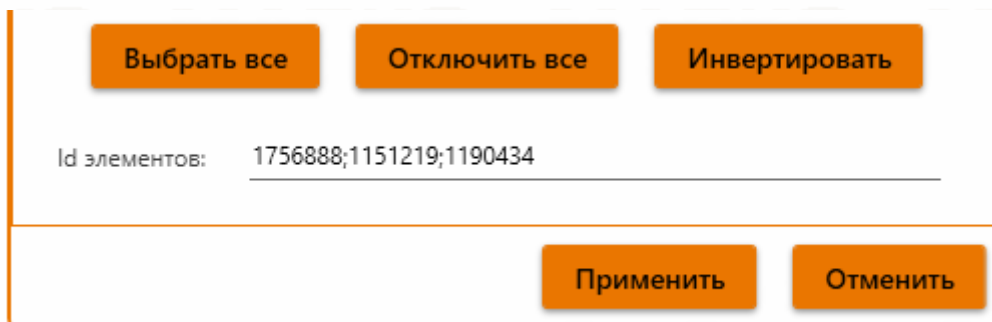 Выбрать все Отключить все Инвертировать
Id элементов: 1756888;1151219;1190434
Применить Отменить